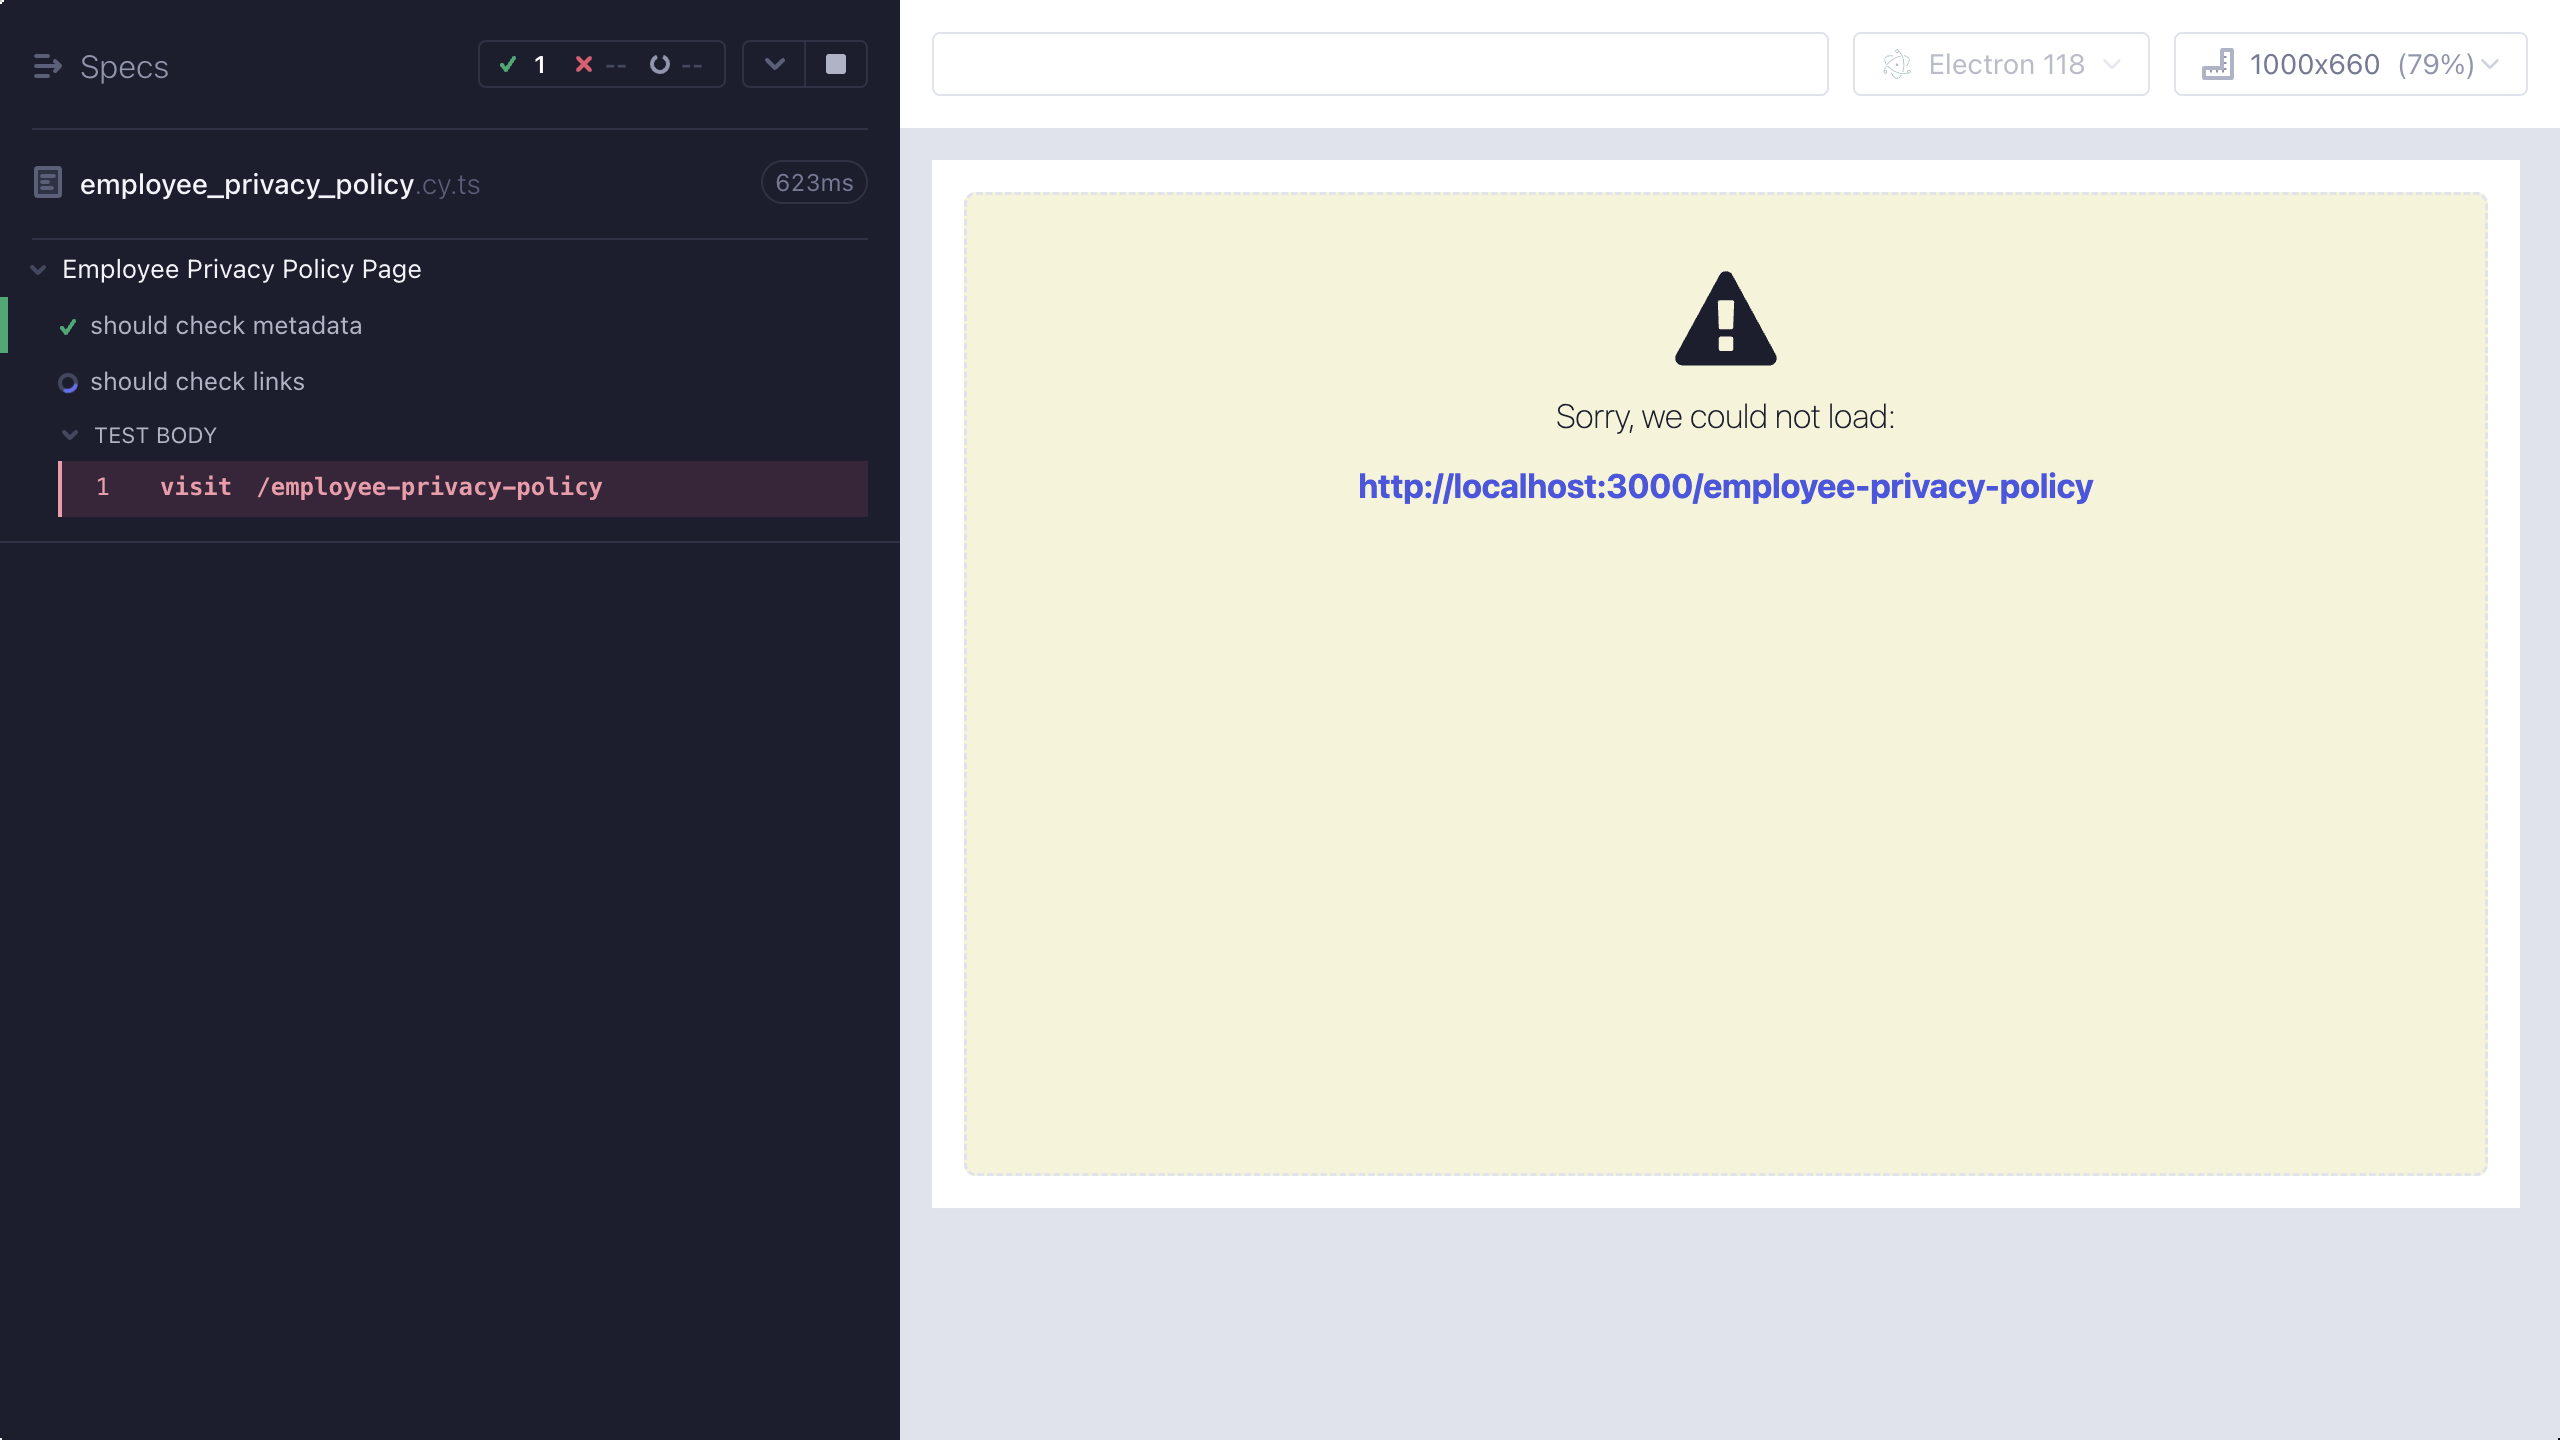 Specs
1 -- --
employee_privacy_policy.cy.ts
623ms
Employee Privacy Policy Page
should check metadata
should check links
TEST BODY
1 visit /employee-privacy-policy
Electron 118
1000x660 (79%)
Sorry, we could not load:
http://localhost:3000/employee-privacy-policy